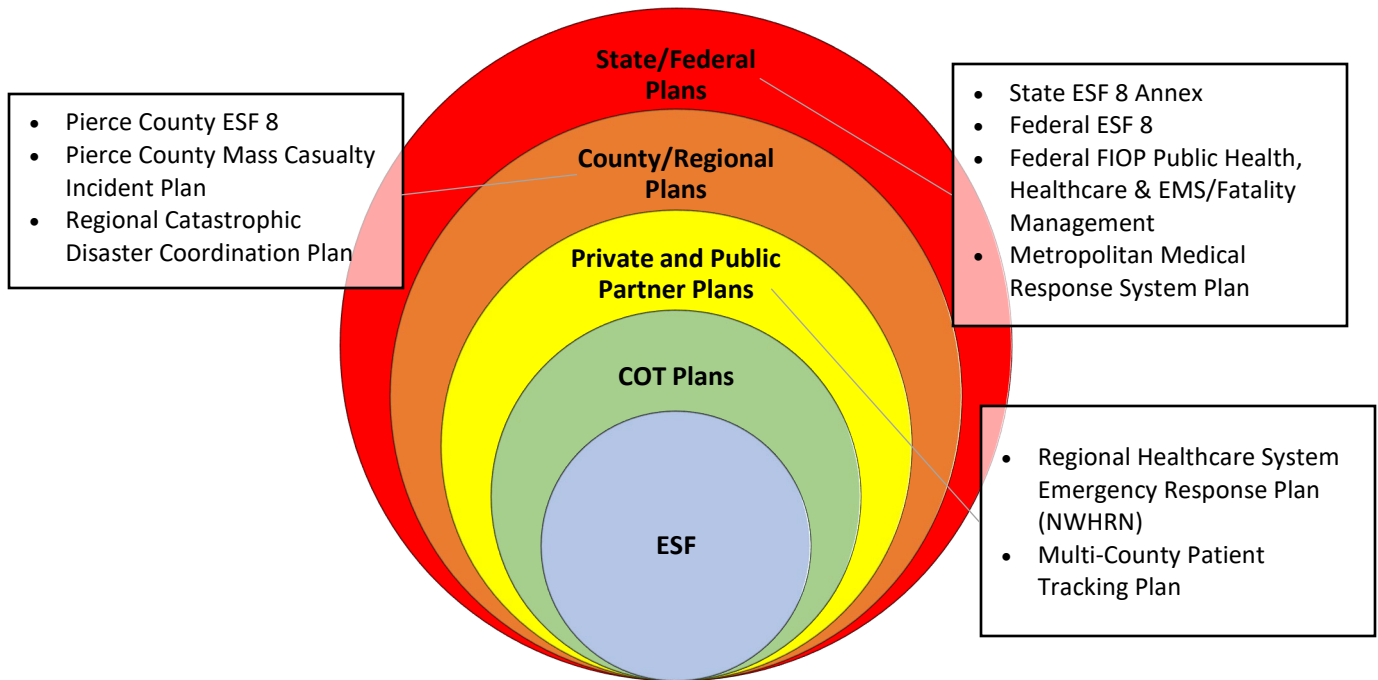 State/Federal
Plans
County/Regional
Plans
Private and Public
Partner Plans
COT Plans
ESF
• Pierce County ESF 8
• Pierce County Mass Casualty
Incident Plan
• Regional Catastrophic
Disaster Coordination Plan
• State ESF 8 Annex
• Federal ESF 8
• Federal FIOP Public Health,
Healthcare & EMS/Fatality
Management
• Metropolitan Medical
Response System Plan
• Regional Healthcare System
Emergency Response Plan
(NWHRN)
• Multi-County Patient
Tracking Plan